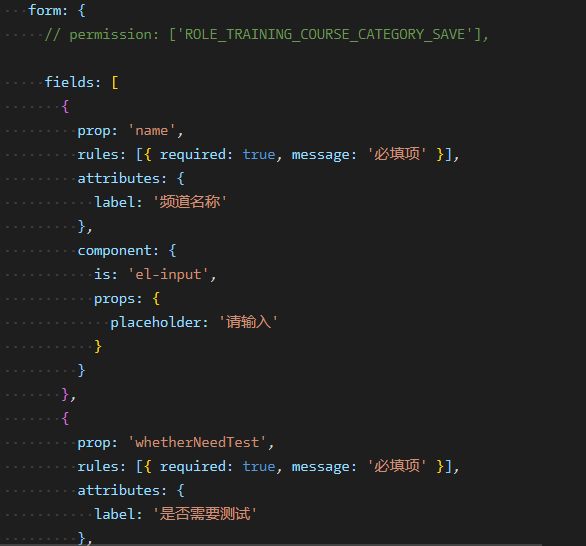 form: {
// permission: ['ROLE_TRAINING_COURSE_CATEGORY_SAVE'],
fields: [
{
prop: 'name',
rules: [{ required: true, message: '必填项' }],
attributes: {
label: '频道名称'
},
component: {
is: 'el-input',
props: {
placeholder: '请输入'
}
}
},
{
prop: 'whetherNeedTest',
rules: [{ required: true, message: '必填项' }],
attributes: {
label: '是否需要测试'
},